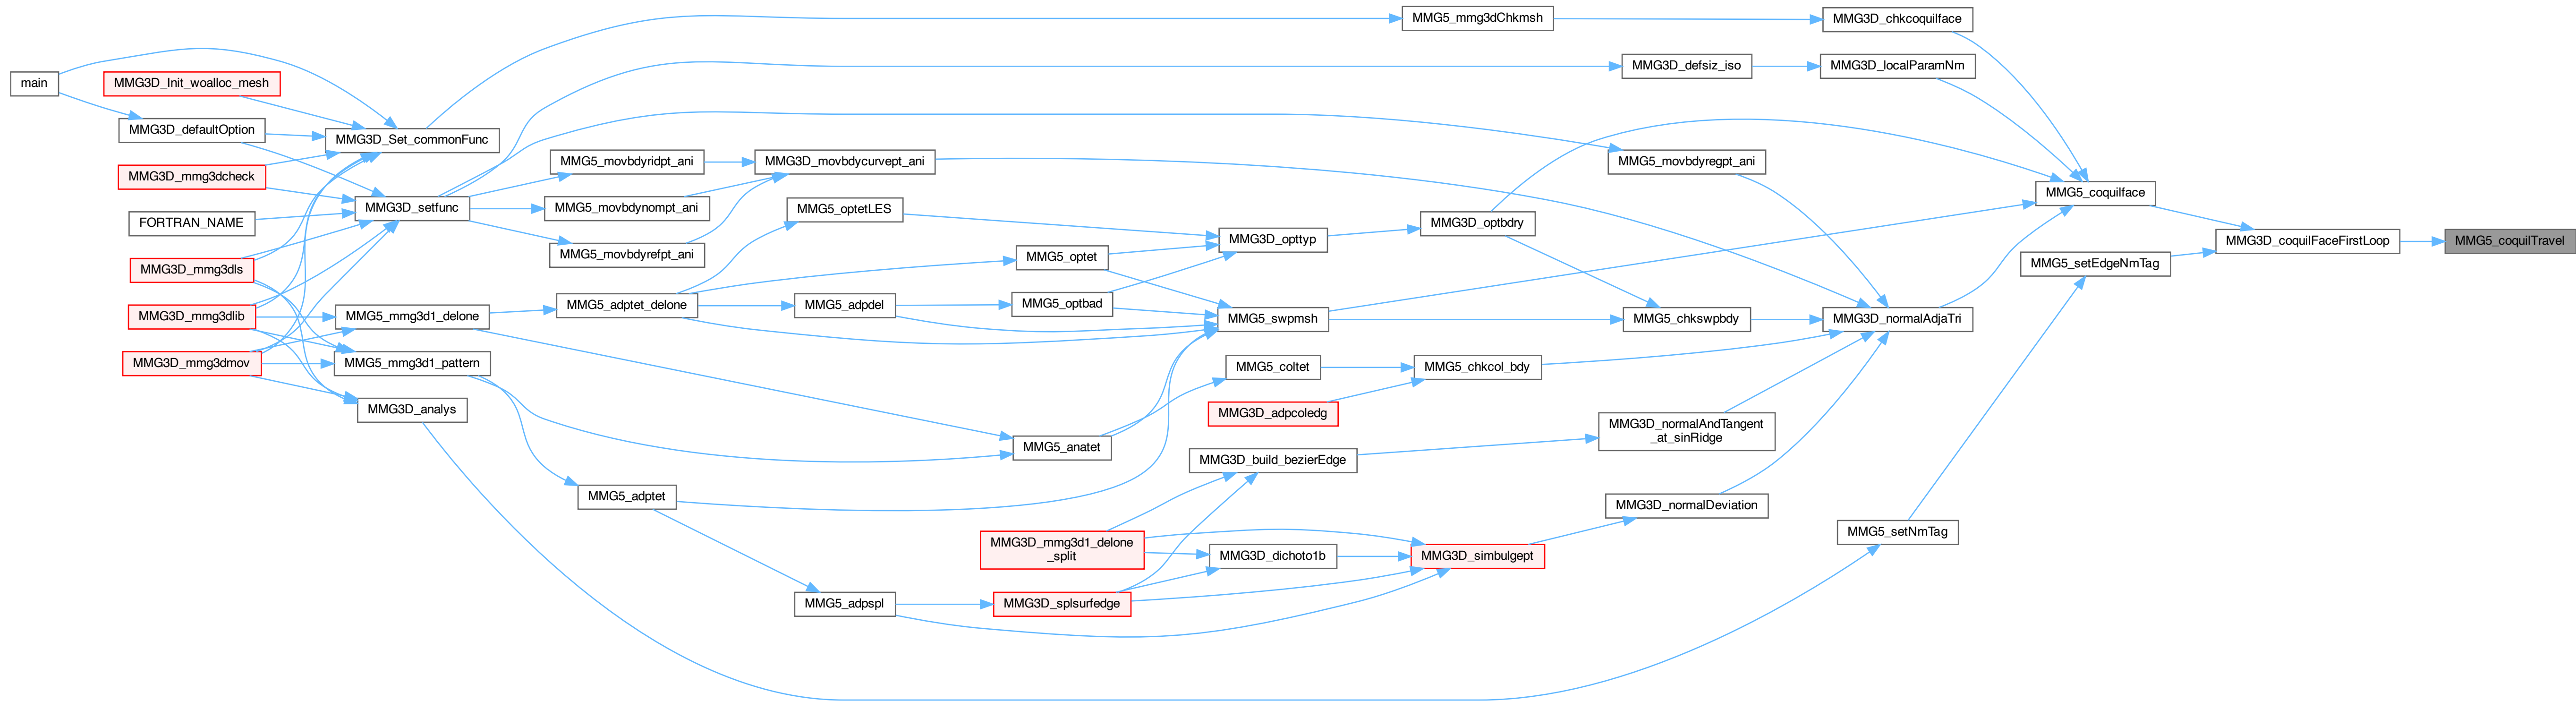 main
MMG3D_Init_woalloc_mesh
MMG3D_defaultOption
MMG3D_mmg3dcheck
FORTRAN_NAME
MMG3D_mmg3dls
MMG3D_mmg3dlib
MMG3D_mmg3dmov
MMG3D_Set_commonFunc
MMG3D_setfunc
MMG5_mmg3d1_delone
MMG5_mmg3d1_pattern
MMG3D_analys
MMG5_movbdyridpt_ani
MMG5_movbdynompt_ani
MMG5_movbdyrefpt_ani
MMG5_adptet_delone
MMG5_adptet
MMG3D_movbdycurvept_ani
MMG5_optetLES
MMG5_adpdel
MMG5_adpspl
MMG5_optet
MMG5_optbad
MMG5_anatet
MMG3D_mmg3d1_delone
_split
MMG3D_splsurfedge
MMG3D_opttyp
MMG5_swpmsh
MMG5_coltet
MMG3D_adpcoledg
MMG3D_build_bezierEdge
MMG3D_dichoto1b
MMG5_mmg3dChkmsh
MMG3D_optbdry
MMG5_chkcol_bdy
MMG3D_simbulgept
MMG3D_defsiz_iso
MMG5_movbdyregpt_ani
MMG5_chkswpbdy
MMG3D_normalAndTangent
_at_sinRidge
MMG3D_normalDeviation
MMG3D_chkcoquilface
MMG3D_localParamNm
MMG3D_normalAdjaTri
MMG5_setNmTag
MMG5_coquilface
MMG5_setEdgeNmTag
MMG3D_coquilFaceFirstLoop
MMG5_coquilTravel